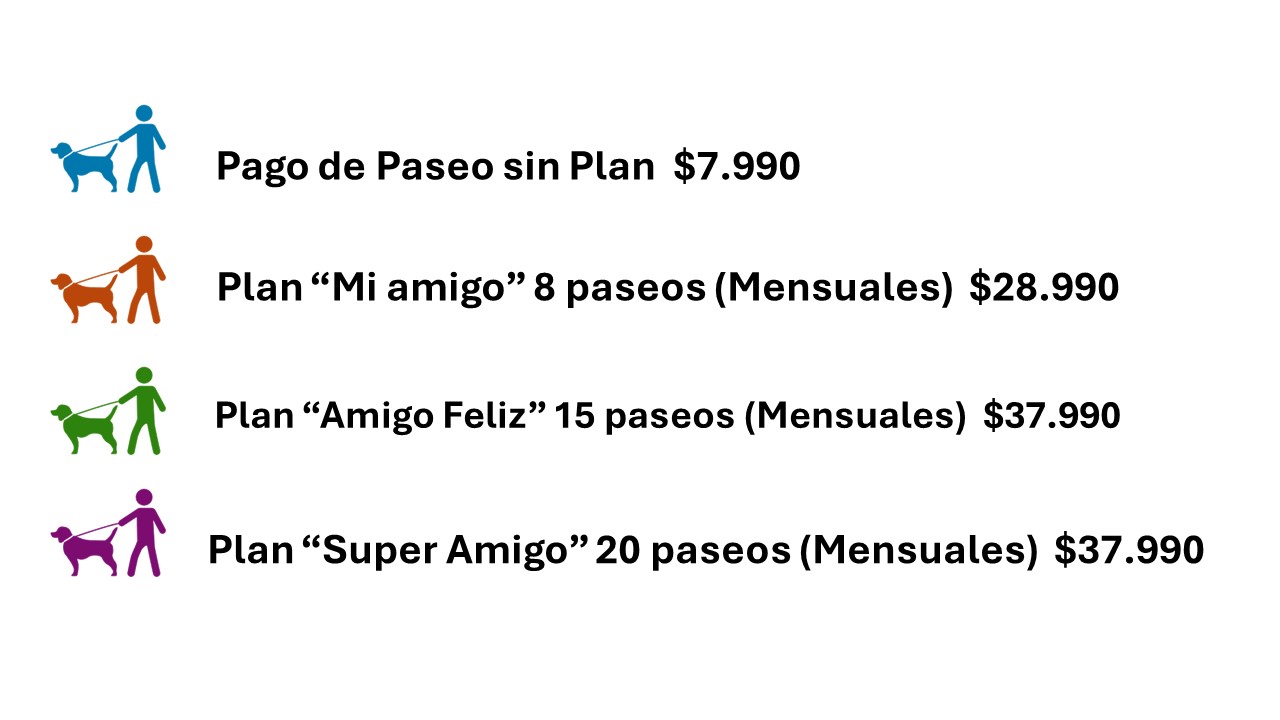 Pago de Paseo sin Plan $7.990
Plan “Mi amigo” 8 paseos (Mensuales) $28.990
Plan “Amigo Feliz” 15 paseos (Mensuales) $37.990
Plan “Super Amigo” 20 paseos (Mensuales) $37.990